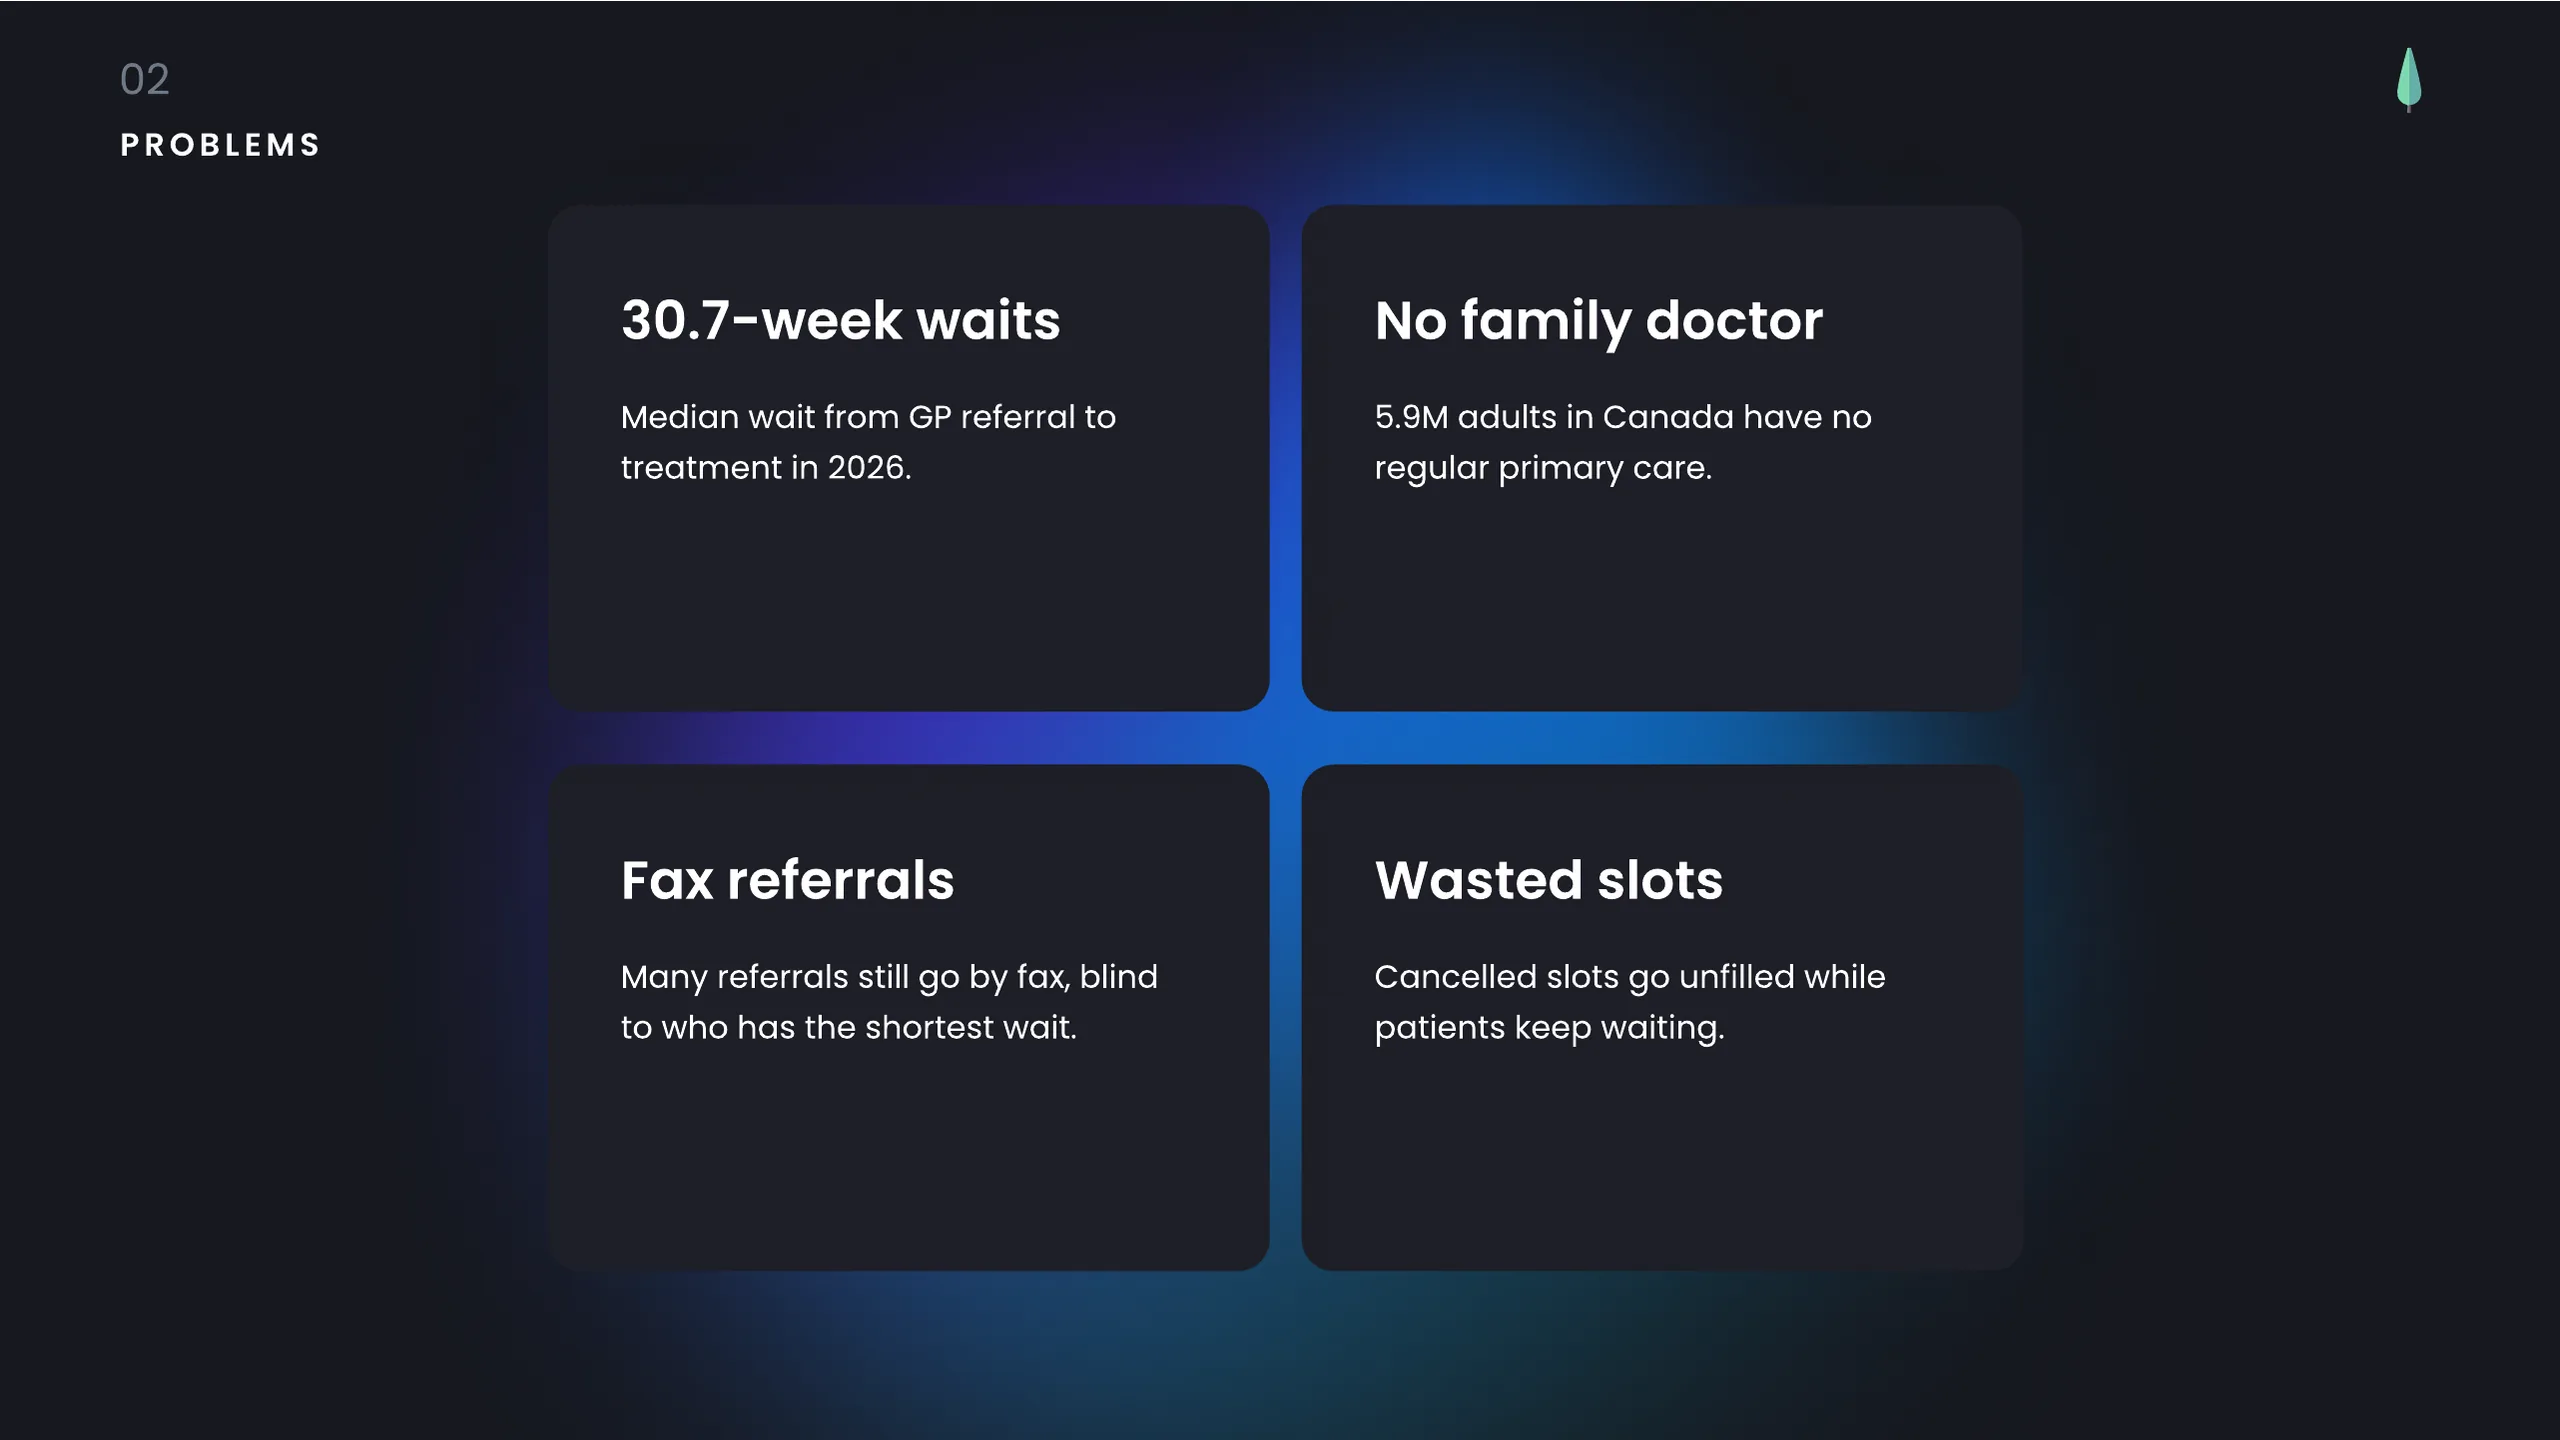 02
PROBLEMS
30.7-week waits
Median wait from GP referral to
treatment in 2026.
No family doctor
5.9M adults in Canada have no
regular primary care.
Fax referrals
Many referrals still go by fax, blind
to who has the shortest wait.
Wasted slots
Cancelled slots go unfilled while
patients keep waiting.